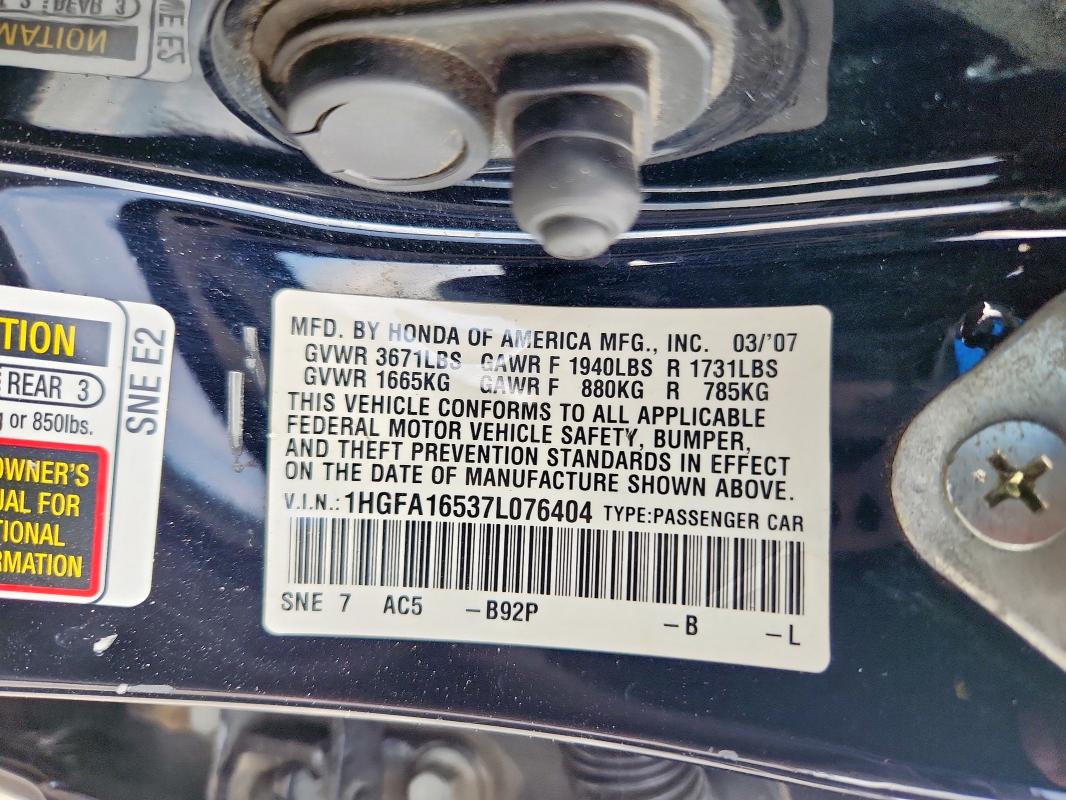 MFD. BY HONDA OF AMERICA MFG., INC. 03/'07
GVWR 3671LBS GAWR F 1940LBS R 1731LBS
GVWR 1665KG GAWR F 880KG R 785KG
THIS VEHICLE CONFORMS TO ALL APPLICABLE
FEDERAL MOTOR VEHICLE SAFETY, BUMPER,
AND THEFT PREVENTION STANDARDS IN EFFECT
ON THE DATE OF MANUFACTURE SHOWN ABOVE.
V.I.N.: 1HGFA16537L076404 TYPE:PASSENGER CAR
SNE 7 AC5 –B92P –B –L
TION
REAR 3
or 850lbs.
OWNER'S
UAL FOR
TIONAL
RMATION
SNE E2
REAR 3
MATION